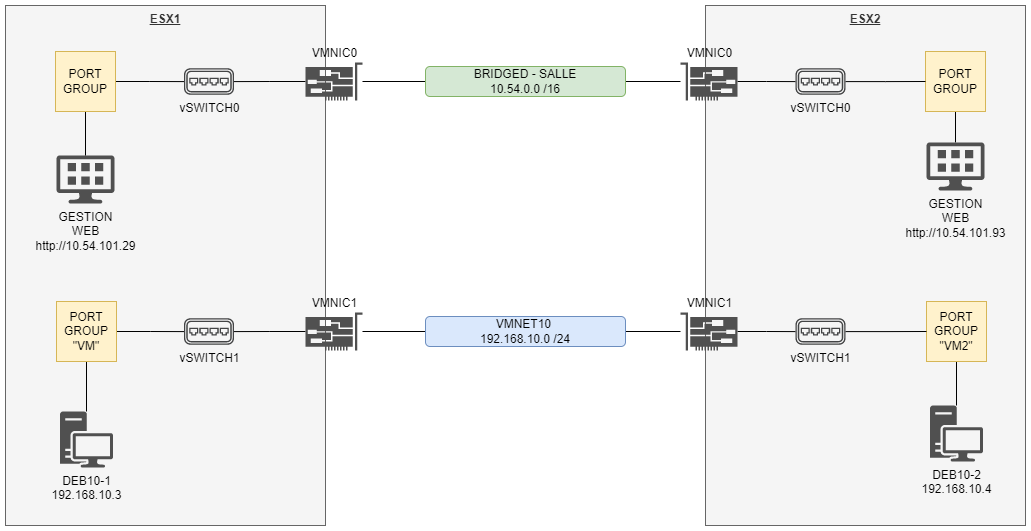 ESX1
ESX2
VMNIC0
VMNIC0
PORT
GROUP
vSWITCH0
BRIDGED - SALLE
10.54.0.0 /16
vSWITCH0
PORT
GROUP
GESTION
WEB
http://10.54.101.29
GESTION
WEB
http://10.54.101.93
VMNIC1
VMNIC1
PORT
GROUP
"VM"
vSWITCH1
VMNET10
192.168.10.0 /24
vSWITCH1
PORT
GROUP
"VM2"
DEB10-1
192.168.10.3
DEB10-2
192.168.10.4